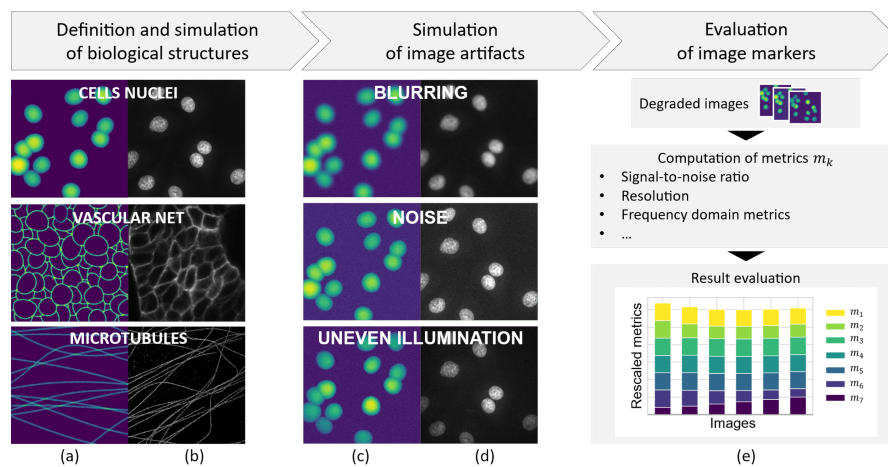 Definition and simulation
of biological structures
Simulation
of image artifacts
Evaluation
of image markers
CELLS NUCLEI
VASCULAR NET
MICROTUBULES
BLURRING
NOISE
UNEVEN ILLUMINATION
Degraded images
Computation of metrics m_k
• Signal-to-noise ratio
• Resolution
• Frequency domain metrics
• ...
Result evaluation
Rescaled metrics
Images
m_1
m_2
m_3
m_4
m_5
m_6
m_7
(a)
(b)
(c)
(d)
(e)